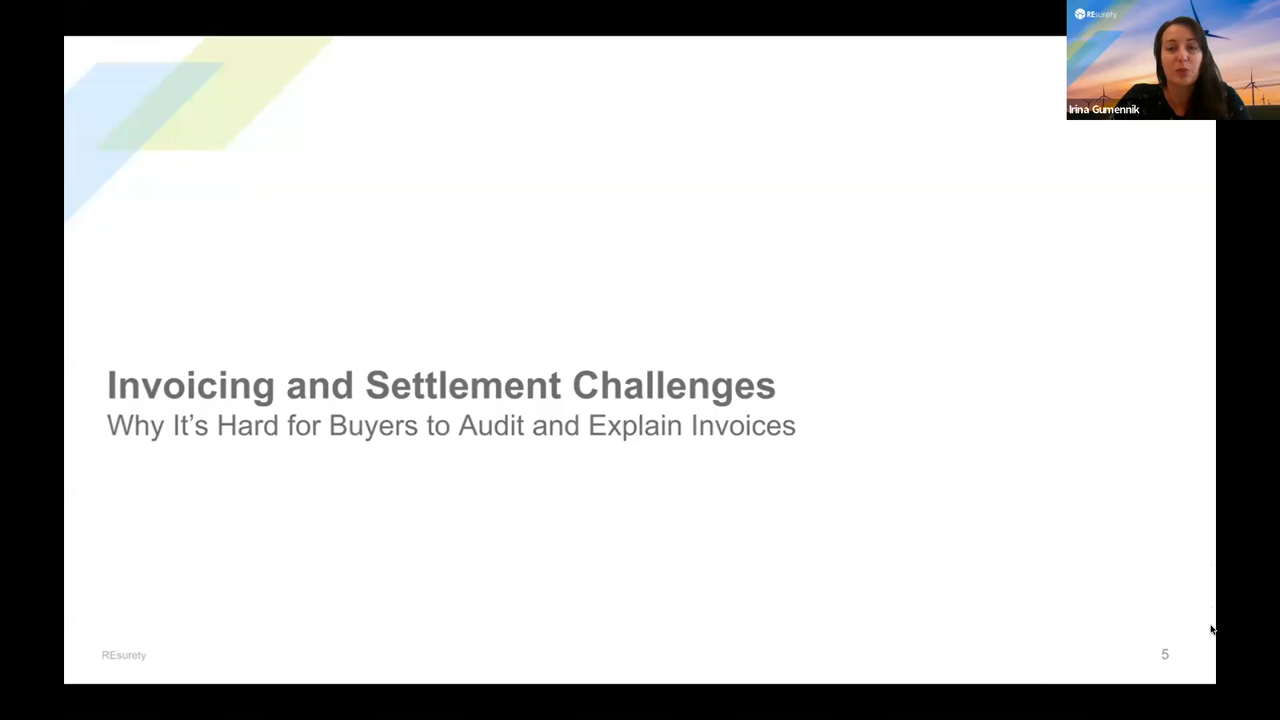 REsurety
Irina Gumennik
Invoicing and Settlement Challenges
Why It's Hard for Buyers to Audit and Explain Invoices
REsurety
5